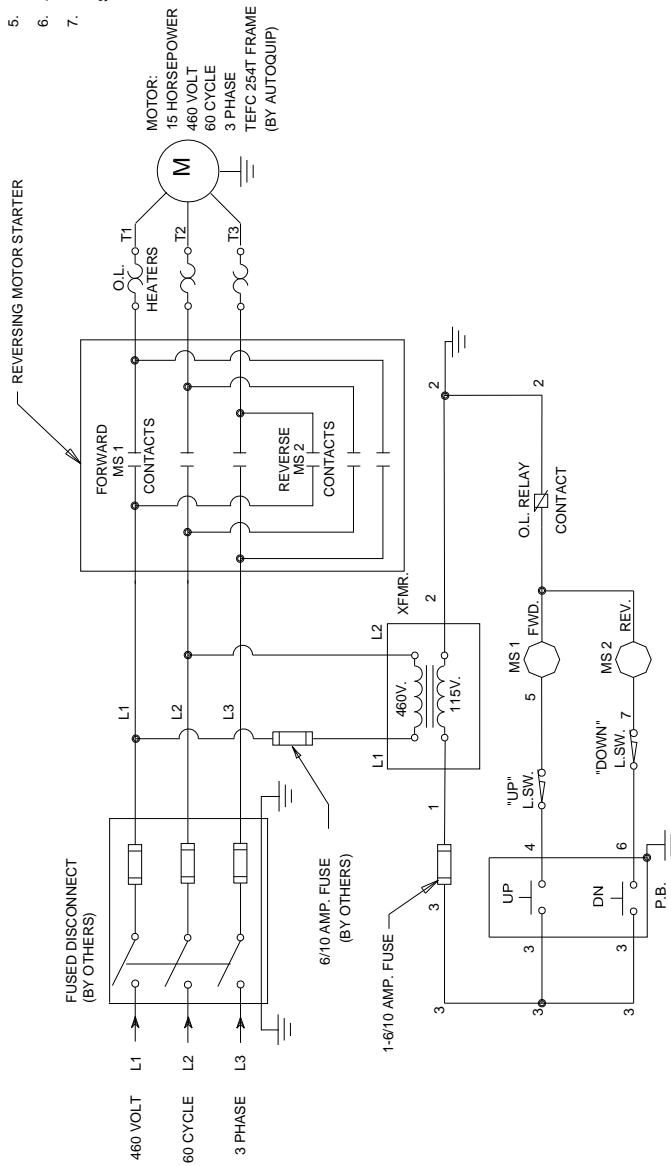 5.
6.
7.
REVERSING MOTOR STARTER
MOTOR:
15 HORSEPOWER
460 VOLT
60 CYCLE
3 PHASE
TEFC 254T FRAME
(BY AUTOQUIP)
M
T1
T2
T3
O.L.
HEATERS
FORWARD
MS 1
CONTACTS
REVERSE
MS 2
CONTACTS
FUSED DISCONNECT
(BY OTHERS)
460 VOLT
L1
60 CYCLE
L2
3 PHASE
L3
L1
L2
L3
6/10 AMP. FUSE
(BY OTHERS)
L1
L2
XFMR.
460V.
115V.
1-6/10 AMP. FUSE
3
1
2
2
3
3
4
"UP"
L.SW.
5
MS 1
FWD.
O.L. RELAY
CONTACT
2
UP
3
3
6
"DOWN"
L.SW.
7
MS 2
REV.
DN
P.B.